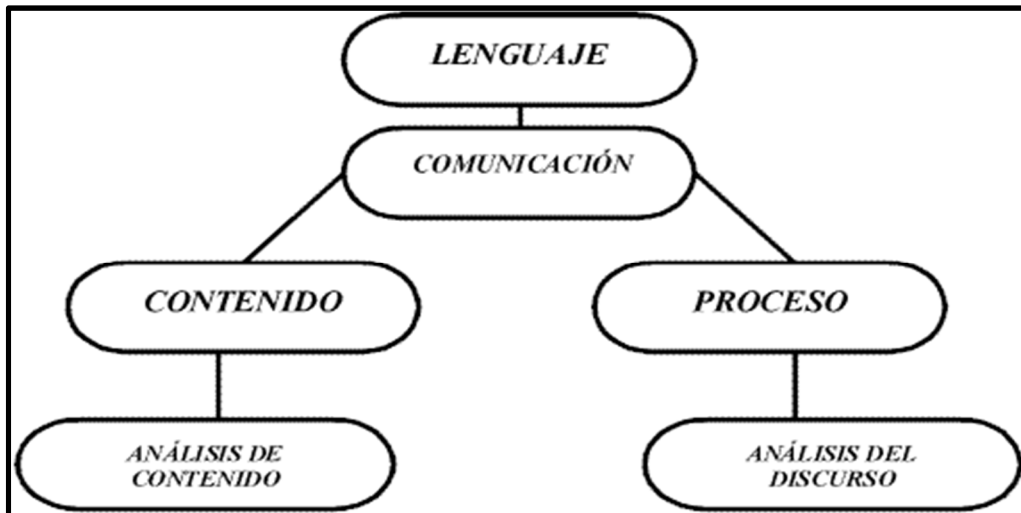 LENGUAJE
COMUNICACIÓN
CONTENIDO
PROCESO
ANÁLISIS DE
CONTENIDO
ANÁLISIS DEL
DISCURSO